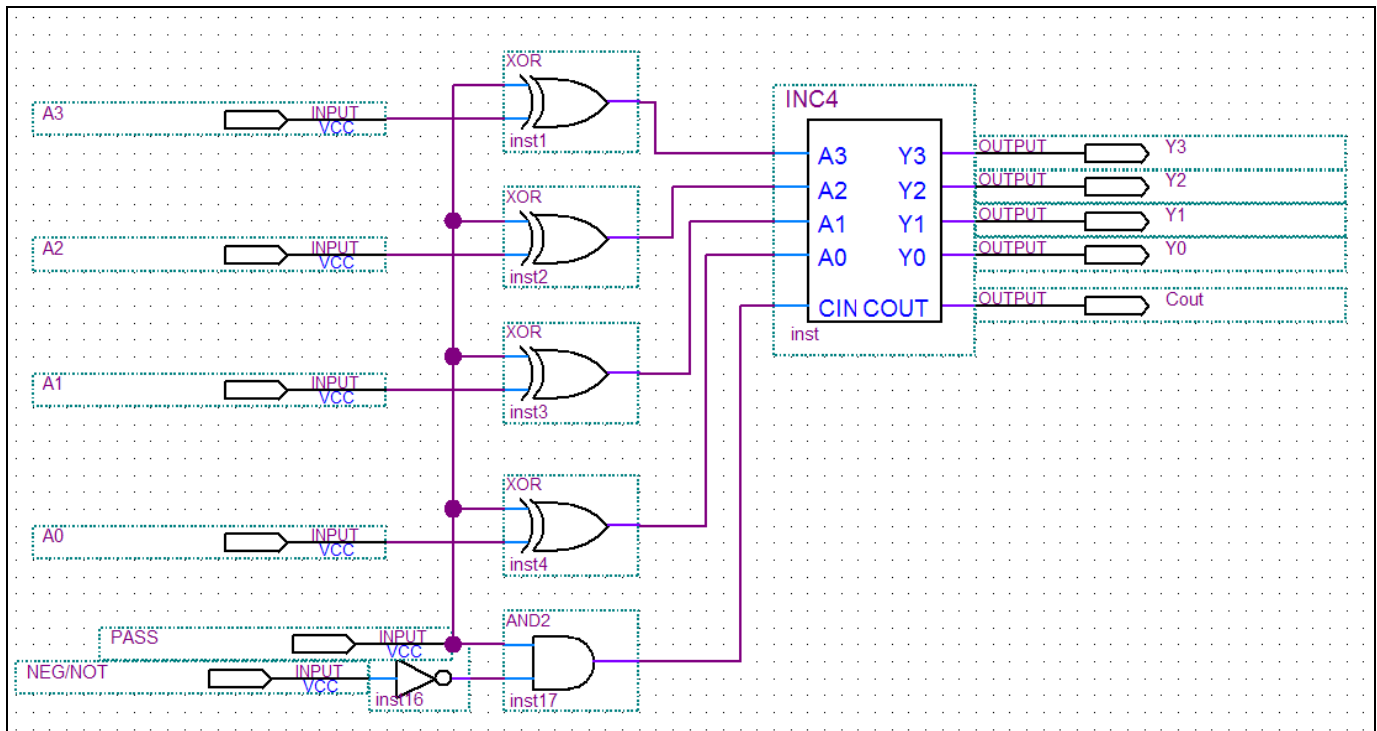 XOR
A3 INPUT
VCC
inst1
INC4
A3 Y3
A2 Y2
A1 Y1
A0 Y0
CIN COUT
inst
OUTPUT Y3
OUTPUT Y2
OUTPUT Y1
OUTPUT Y0
OUTPUT Cout
XOR
A2 INPUT
VCC
inst2
XOR
A1 INPUT
VCC
inst3
XOR
A0 INPUT
VCC
inst4
AND2
PASS INPUT
VCC
NEG/NOT INPUT
VCC
inst16
inst17